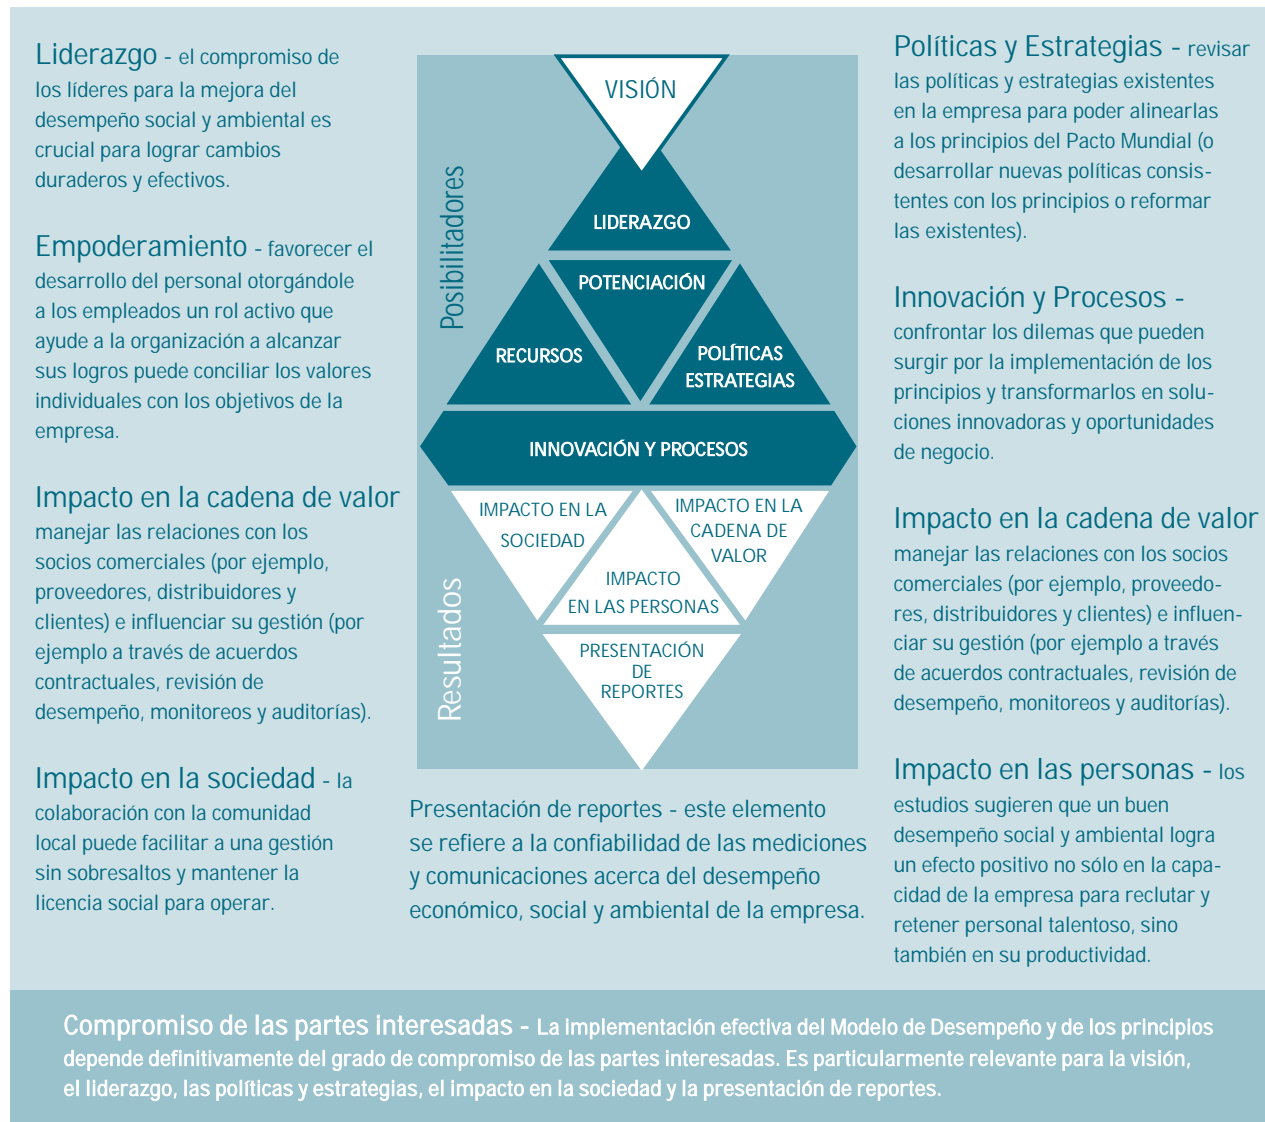 Liderazgo - el compromiso de
los líderes para la mejora del
desempeño social y ambiental es
crucial para lograr cambios
duraderos y efectivos.
Empoderamiento - favorecer el
desarrollo del personal otorgándole
a los empleados un rol activo que
ayude a la organización a alcanzar
sus logros puede conciliar los valores
individuales con los objetivos de la
empresa.
Impacto en la cadena de valor
manejar las relaciones con los
socios comerciales (por ejemplo,
proveedores, distribuidores y
clientes) e influenciar su gestión (por
ejemplo a través de acuerdos
contractuales, revisión de
desempeño, monitoreos y auditorías).
Impacto en la sociedad - la
colaboración con la comunidad
local puede facilitar a una gestión
sin sobresaltos y mantener la
licencia social para operar.
Posibilitadores
VISIÓN
LIDERAZGO
POTENCIACIÓN
RECURSOS
POLÍTICAS
ESTRATEGIAS
INNOVACIÓN Y PROCESOS
Resultados
IMPACTO EN LA
SOCIEDAD
IMPACTO EN LA
CADENA DE
VALOR
IMPACTO
EN LAS PERSONAS
PRESENTACIÓN
DE
REPORTES
Presentación de reportes - este elemento
se refiere a la confiabilidad de las mediciones
y comunicaciones acerca del desempeño
económico, social y ambiental de la empresa.
Políticas y Estrategias - revisar
las políticas y estrategias existentes
en la empresa para poder alinearlas
a los principios del Pacto Mundial (o
desarrollar nuevas políticas consis-
tentes con los principios o reformar
las existentes).
Innovación y Procesos -
confrontar los dilemas que pueden
surgir por la implementación de los
principios y transformarlos en solu-
ciones innovadoras y oportunidades
de negocio.
Impacto en la cadena de valor
manejar las relaciones con los socios
comerciales (por ejemplo, proveedo-
res, distribuidores y clientes) e influen-
ciar su gestión (por ejemplo a través
de acuerdos contractuales, revisión de
desempeño, monitoreos y auditorías).
Impacto en las personas - los
estudios sugieren que un buen
desempeño social y ambiental logra
un efecto positivo no sólo en la capa-
cidad de la empresa para reclutar y
retener personal talentoso, sino
también en su productividad.
Compromiso de las partes interesadas - La implementación efectiva del Modelo de Desempeño y de los principios
depende definitivamente del grado de compromiso de las partes interesadas. Es particularmente relevante para la visión,
el liderazgo, las políticas y estrategias, el impacto en la sociedad y la presentación de reportes.